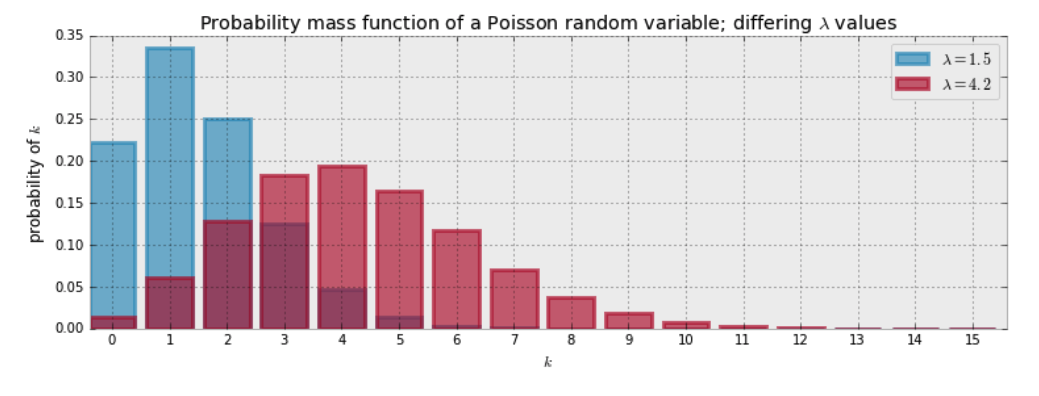 Probability mass function of a Poisson random variable; differing λ values
λ=1.5
λ=4.2
probability of k
0.35
0.30
0.25
0.20
0.15
0.10
0.05
0.00
0 1 2 3 4 5 6 7 8 9 10 11 12 13 14 15
k